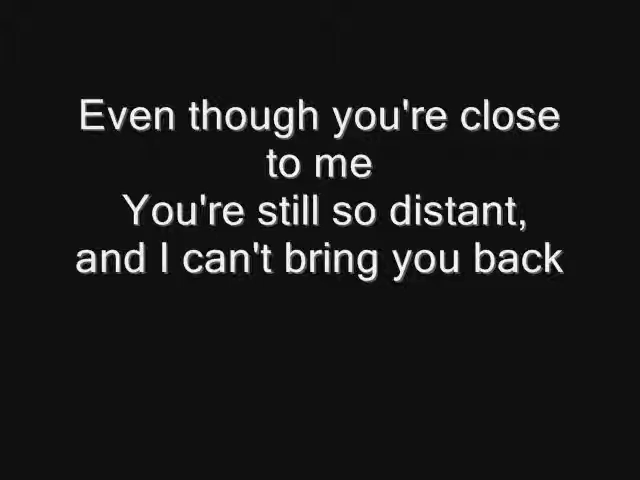 Even though you're close
to me
You're still so distant,
and I can't bring you back